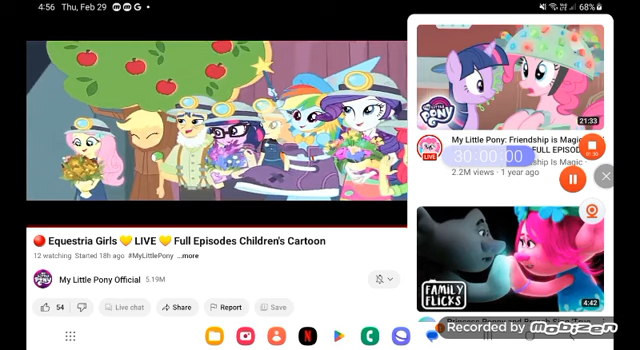 4:56 Thu, Feb 29
68%
21:33
My Little Pony: Friendship is Magic
FULL EPISODE
LIVE
30:00:00
ship is Magic ·
2.2M views · 1 year ago
Equestria Girls 💛 LIVE 💛 Full Episodes Children's Cartoon
12 watching Started 18h ago #MyLittlePony ...more
My Little Pony Official 5.19M
54
Live chat
Share
Report
Save
FAMILY
FLICKS
4:42
Recorded by mobizen